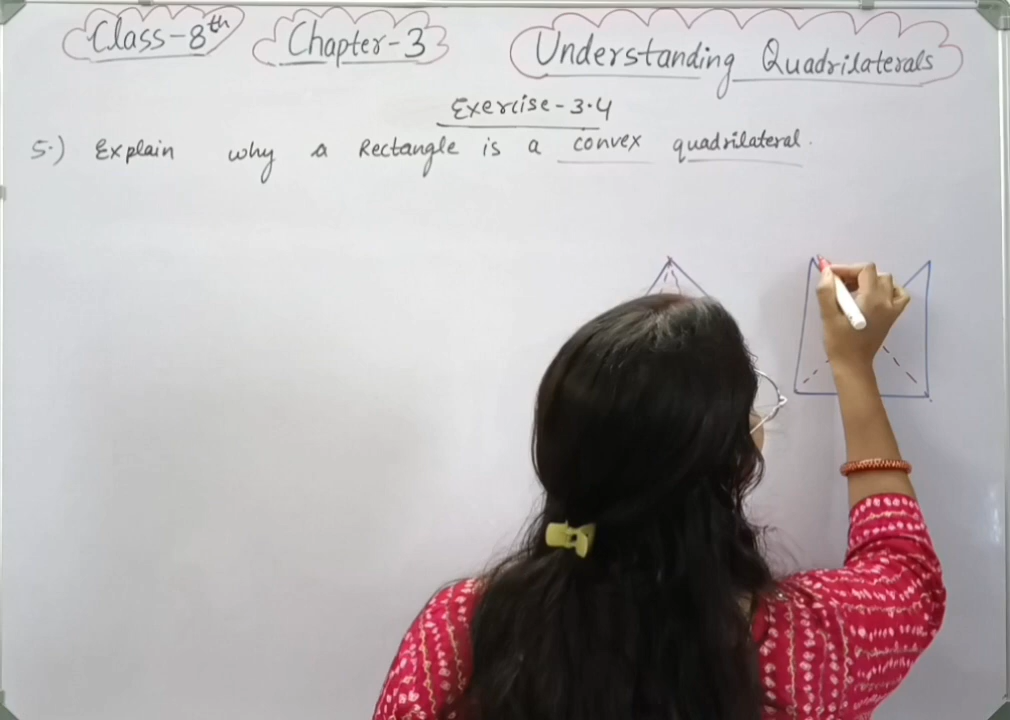 Class-8th Chapter-3 Understanding Quadrilaterals
Exercise-3.4
5.) Explain why a Rectangle is a convex quadrilateral.